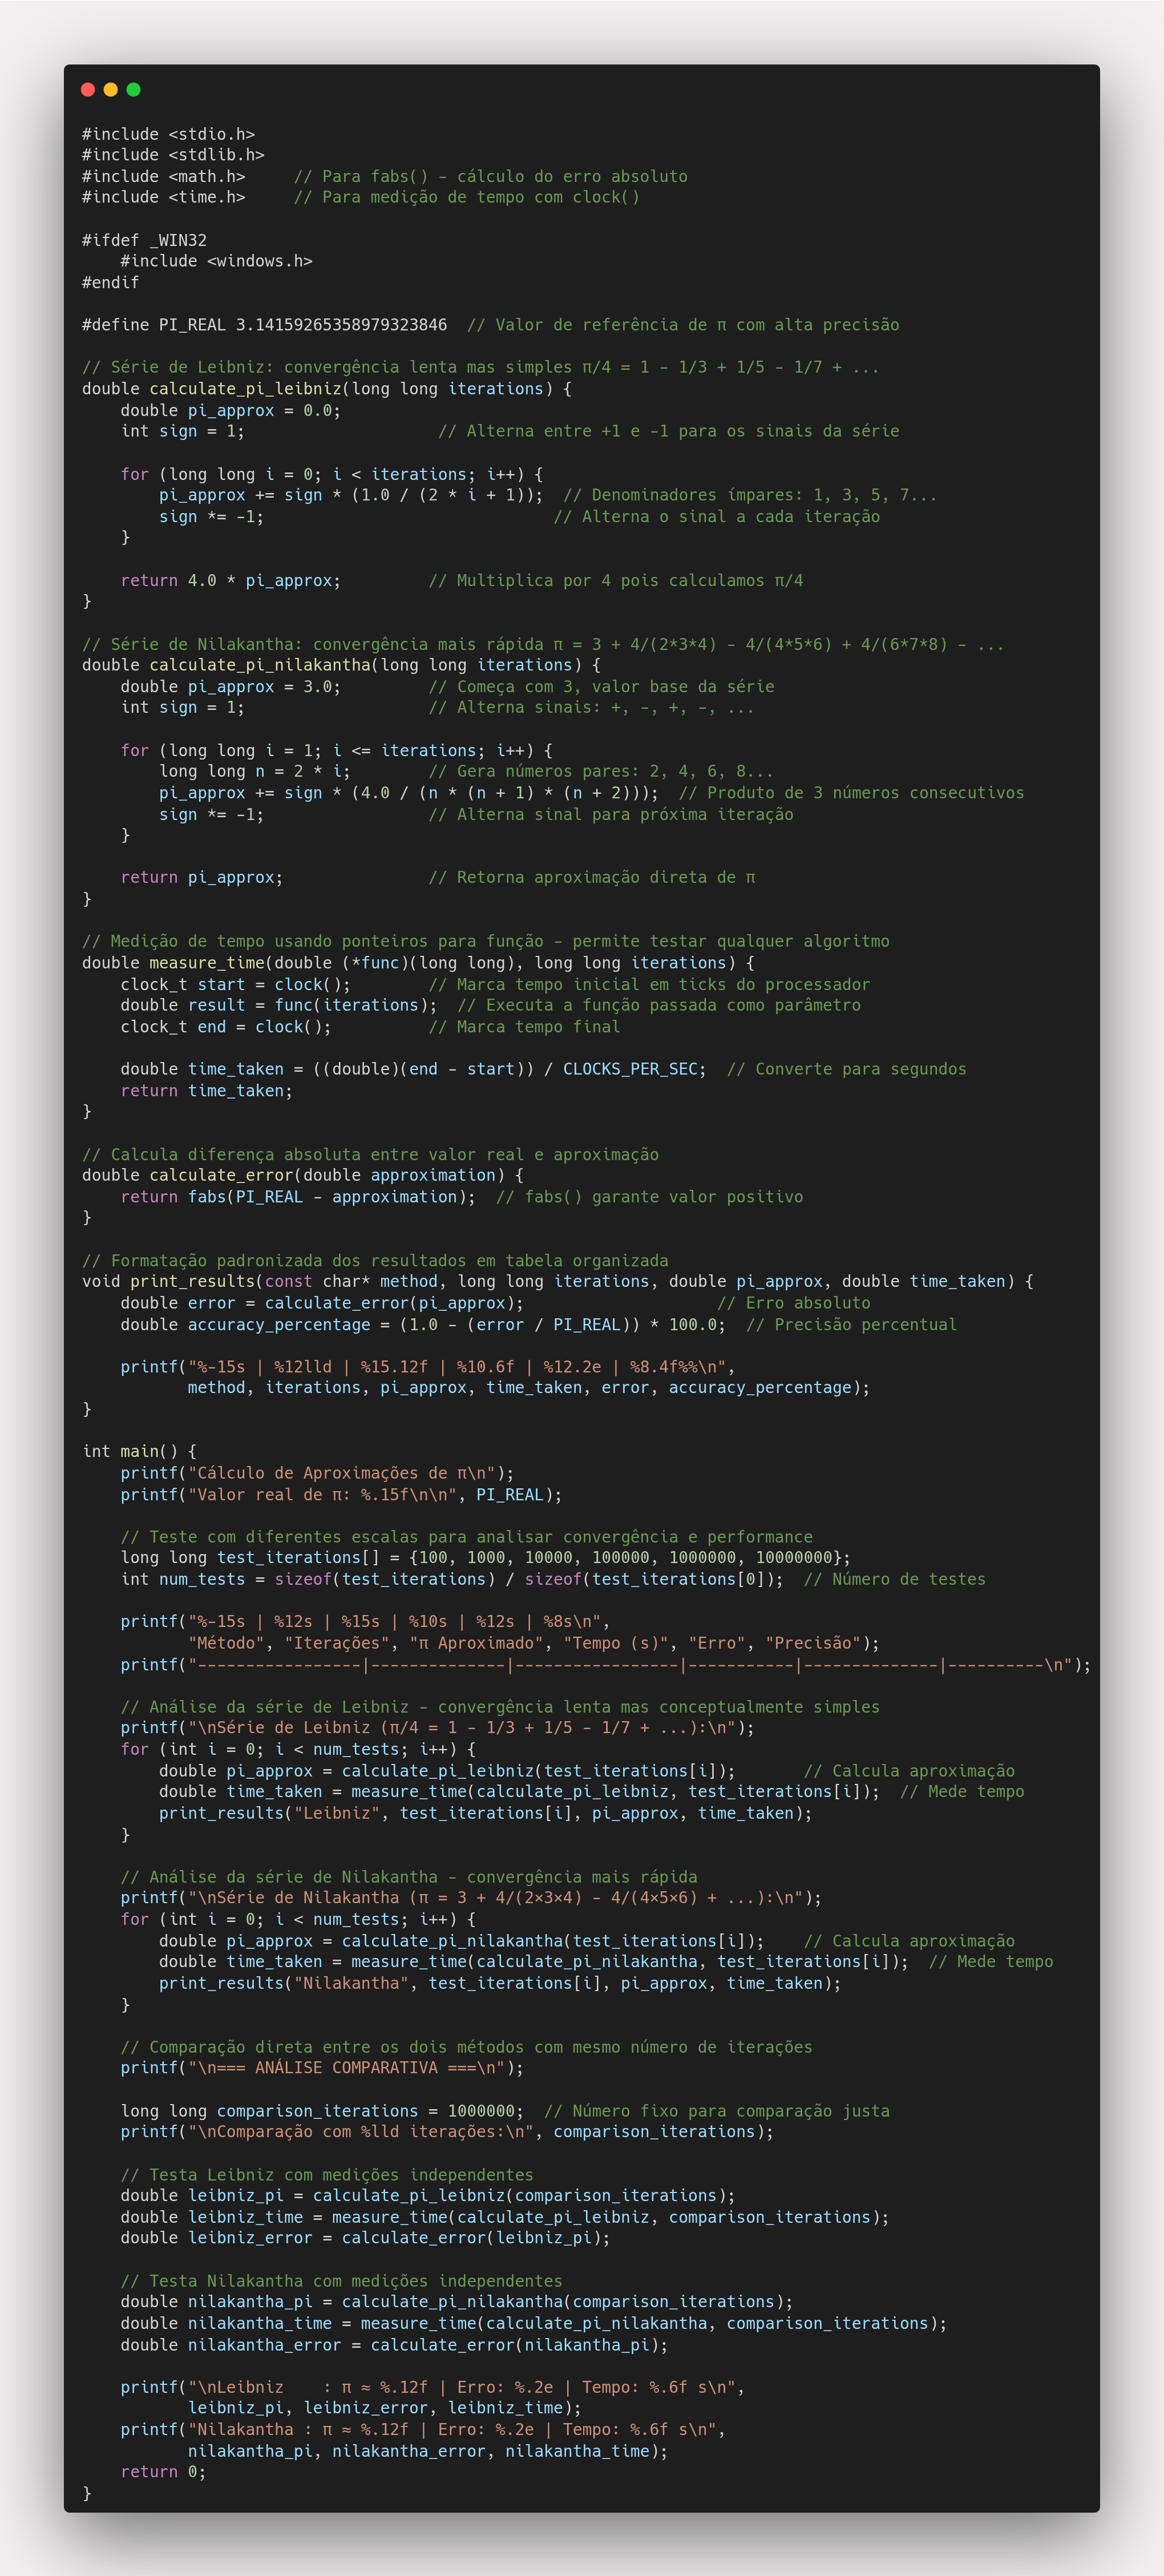 #include <stdio.h>
#include <stdlib.h>
#include <math.h>     // Para fabs() - cálculo do erro absoluto
#include <time.h>     // Para medição de tempo com clock()

#ifdef _WIN32
    #include <windows.h>
#endif

#define PI_REAL 3.14159265358979323846  // Valor de referência de π com alta precisão

// Série de Leibniz: convergência lenta mas simples π/4 = 1 - 1/3 + 1/5 - 1/7 + ...
double calculate_pi_leibniz(long long iterations) {
    double pi_approx = 0.0;
    int sign = 1;                    // Alterna entre +1 e -1 para os sinais da série

    for (long long i = 0; i < iterations; i++) {
        pi_approx += sign * (1.0 / (2 * i + 1));  // Denominadores ímpares: 1, 3, 5, 7...
        sign *= -1;                              // Alterna o sinal a cada iteração
    }

    return 4.0 * pi_approx;         // Multiplica por 4 pois calculamos π/4
}

// Série de Nilakantha: convergência mais rápida π = 3 + 4/(2*3*4) - 4/(4*5*6) + 4/(6*7*8) - ...
double calculate_pi_nilakantha(long long iterations) {
    double pi_approx = 3.0;         // Começa com 3, valor base da série
    int sign = 1;                   // Alterna sinais: +, -, +, -, ...

    for (long long i = 1; i <= iterations; i++) {
        long long n = 2 * i;        // Gera números pares: 2, 4, 6, 8...
        pi_approx += sign * (4.0 / (n * (n + 1) * (n + 2)));  // Produto de 3 números consecutivos
        sign *= -1;                 // Alterna sinal para próxima iteração
    }

    return pi_approx;               // Retorna aproximação direta de π
}

// Medição de tempo usando ponteiros para função - permite testar qualquer algoritmo
double measure_time(double (*func)(long long), long long iterations) {
    clock_t start = clock();        // Marca tempo inicial em ticks do processador
    double result = func(iterations);  // Executa a função passada como parâmetro
    clock_t end = clock();          // Marca tempo final

    double time_taken = ((double)(end - start)) / CLOCKS_PER_SEC;  // Converte para segundos
    return time_taken;
}

// Calcula diferença absoluta entre valor real e aproximação
double calculate_error(double approximation) {
    return fabs(PI_REAL - approximation);  // fabs() garante valor positivo
}

// Formatação padronizada dos resultados em tabela organizada
void print_results(const char* method, long long iterations, double pi_approx, double time_taken) {
    double error = calculate_error(pi_approx);                    // Erro absoluto
    double accuracy_percentage = (1.0 - (error / PI_REAL)) * 100.0;  // Precisão percentual

    printf("%-15s | %12lld | %15.12f | %10.6f | %12.2e | %8.4f%%\n",
           method, iterations, pi_approx, time_taken, error, accuracy_percentage);
}

int main() {
    printf("Cálculo de Aproximações de π\n");
    printf("Valor real de π: %.15f\n\n", PI_REAL);

    // Teste com diferentes escalas para analisar convergência e performance
    long long test_iterations[] = {100, 1000, 10000, 100000, 1000000, 10000000};
    int num_tests = sizeof(test_iterations) / sizeof(test_iterations[0]);  // Número de testes

    printf("%-15s | %12s | %15s | %10s | %12s | %8s\n",
           "Método", "Iterações", "π Aproximado", "Tempo (s)", "Erro", "Precisão");
    printf("-----------------|--------------|-----------------|-----------|--------------|----------\n");

    // Análise da série de Leibniz - convergência lenta mas conceptualmente simples
    printf("\nSérie de Leibniz (π/4 = 1 - 1/3 + 1/5 - 1/7 + ...):\n");
    for (int i = 0; i < num_tests; i++) {
        double pi_approx = calculate_pi_leibniz(test_iterations[i]);       // Calcula aproximação
        double time_taken = measure_time(calculate_pi_leibniz, test_iterations[i]);  // Mede tempo
        print_results("Leibniz", test_iterations[i], pi_approx, time_taken);
    }

    // Análise da série de Nilakantha - convergência mais rápida
    printf("\nSérie de Nilakantha (π = 3 + 4/(2×3×4) - 4/(4×5×6) + ...):\n");
    for (int i = 0; i < num_tests; i++) {
        double pi_approx = calculate_pi_nilakantha(test_iterations[i]);    // Calcula aproximação
        double time_taken = measure_time(calculate_pi_nilakantha, test_iterations[i]);  // Mede tempo
        print_results("Nilakantha", test_iterations[i], pi_approx, time_taken);
    }

    // Comparação direta entre os dois métodos com mesmo número de iterações
    printf("\n=== ANÁLISE COMPARATIVA ===\n");

    long long comparison_iterations = 1000000;  // Número fixo para comparação justa
    printf("\nComparação com %lld iterações:\n", comparison_iterations);

    // Testa Leibniz com medições independentes
    double leibniz_pi = calculate_pi_leibniz(comparison_iterations);
    double leibniz_time = measure_time(calculate_pi_leibniz, comparison_iterations);
    double leibniz_error = calculate_error(leibniz_pi);

    // Testa Nilakantha com medições independentes
    double nilakantha_pi = calculate_pi_nilakantha(comparison_iterations);
    double nilakantha_time = measure_time(calculate_pi_nilakantha, comparison_iterations);
    double nilakantha_error = calculate_error(nilakantha_pi);

    printf("\nLeibniz    : π ≈ %.12f | Erro: %.2e | Tempo: %.6f s\n",
           leibniz_pi, leibniz_error, leibniz_time);
    printf("Nilakantha : π ≈ %.12f | Erro: %.2e | Tempo: %.6f s\n",
           nilakantha_pi, nilakantha_error, nilakantha_time);
    return 0;
}